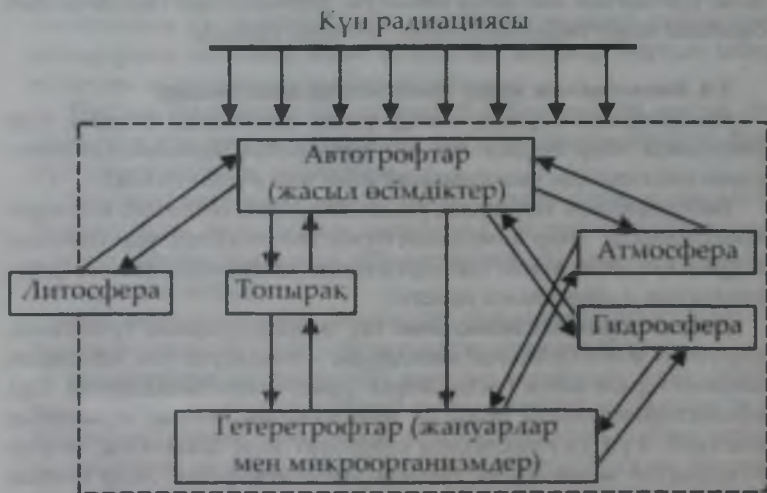 Күн радиациясы
Автотрофтар
(жасыл өсімдіктер)
Атмосфера
Литосфера
Топырақ
Гидросфера
Гетеретрофтар (жануарлар
мен микроорганизмдер)